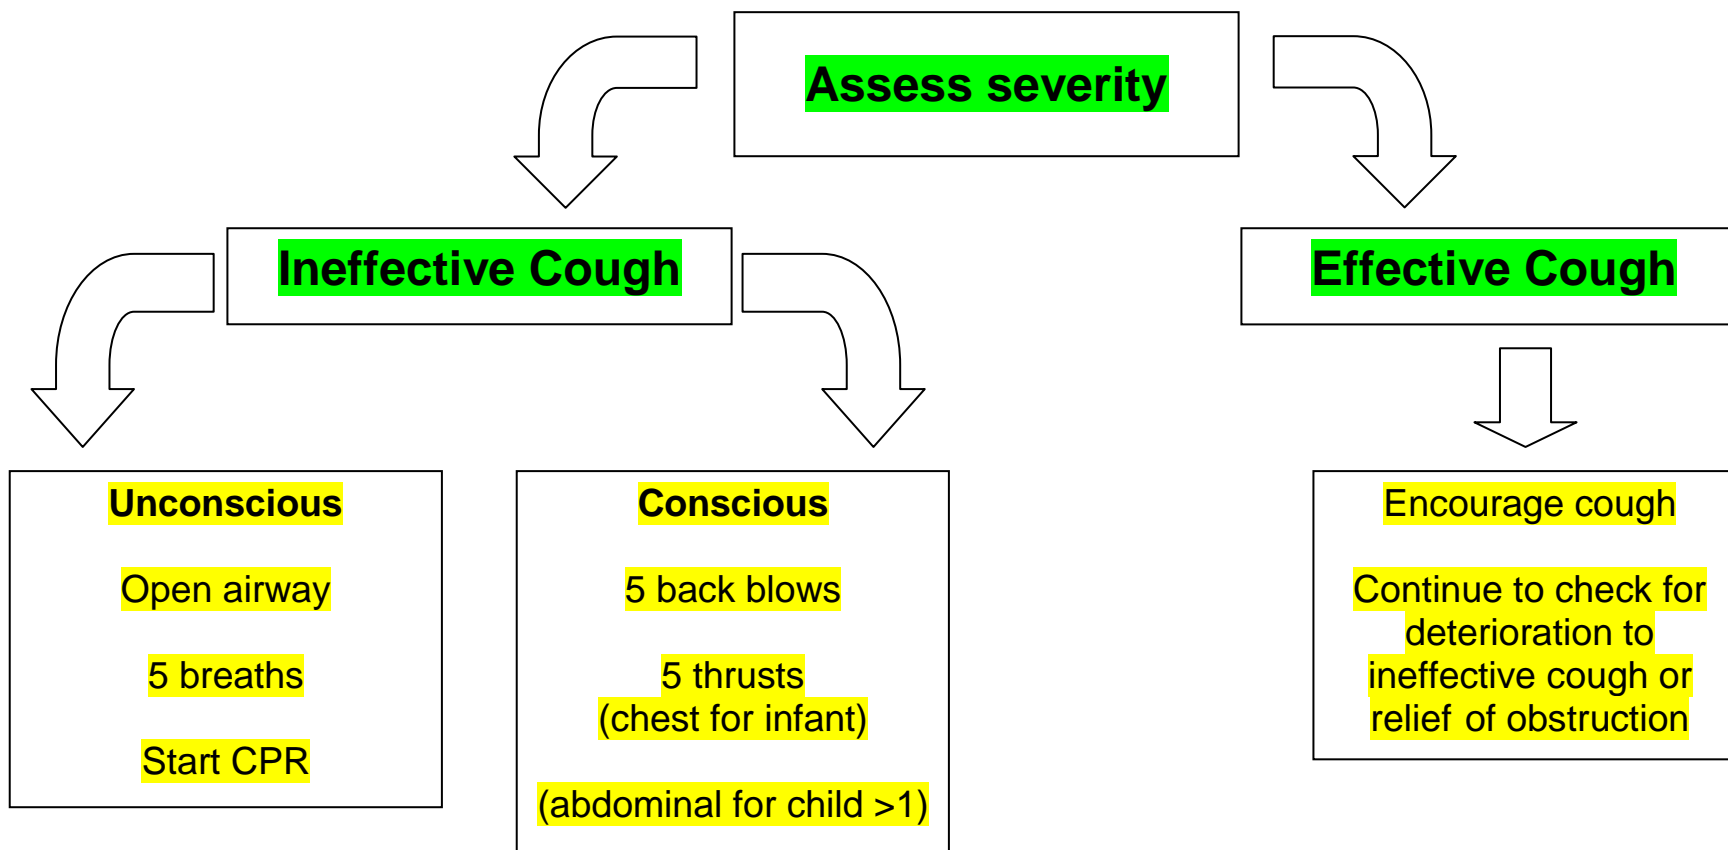 Assess severity
Ineffective Cough
Effective Cough
Unconscious
Open airway
5 breaths
Start CPR
Conscious
5 back blows
5 thrusts
(chest for infant)
(abdominal for child >1)
Encourage cough
Continue to check for
deterioration to
ineffective cough or
relief of obstruction